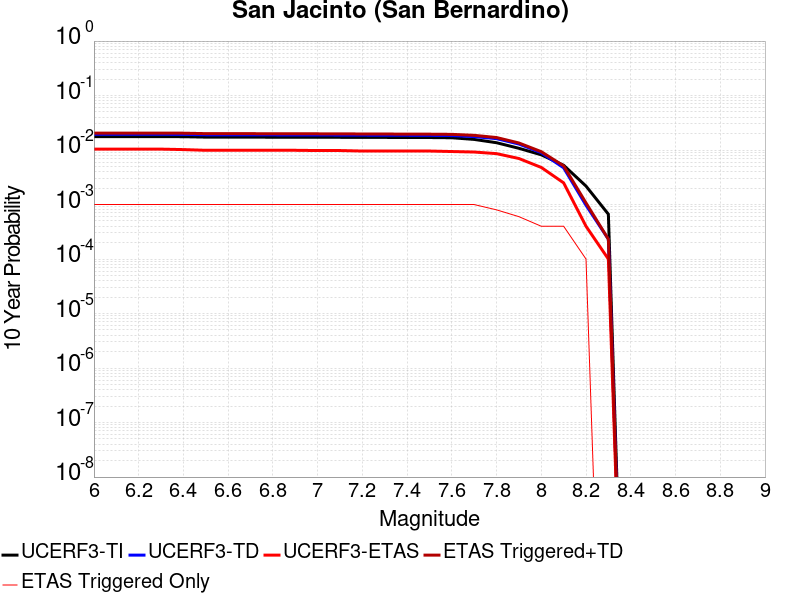 San Jacinto (San Bernardino)
10 0
10 -1
10 -2
10 -3
10 -4
10 -5
10 -6
10 -7
10 -8
10 Year Probability
6 6.2 6.4 6.6 6.8 7 7.2 7.4 7.6 7.8 8 8.2 8.4 8.6 8.8 9
Magnitude
UCERF3-TI UCERF3-TD UCERF3-ETAS ETAS Triggered+TD
ETAS Triggered Only